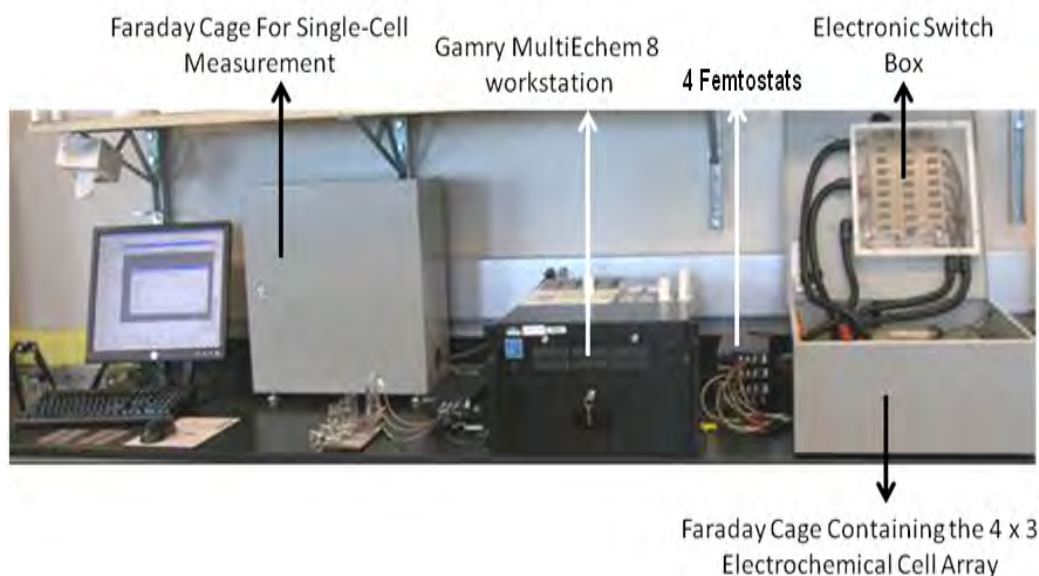 Faraday Cage For Single-Cell
Measurement
Gamry MultiEchem 8
workstation
4 Femtostats
Electronic Switch
Box
Faraday Cage Containing the 4 x 3
Electrochemical Cell Array